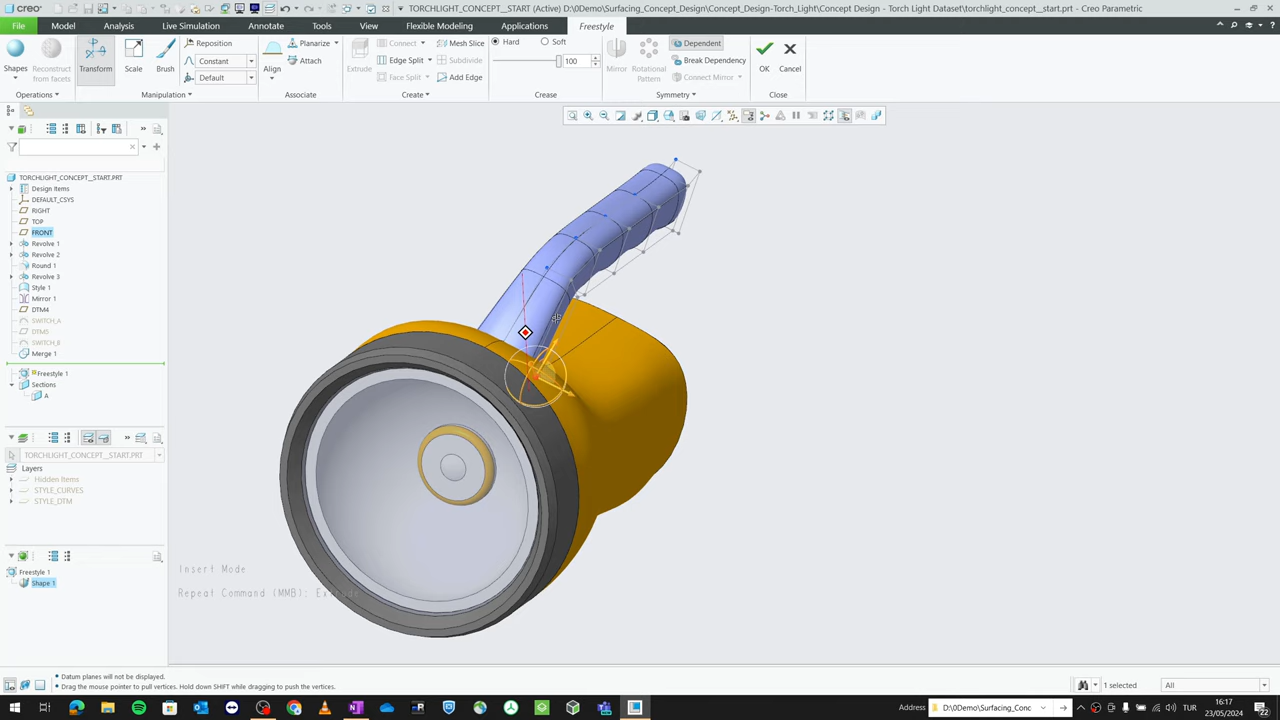 creo
TORCHLIGHT_CONCEPT__START (Active) D:\0Demo\Surfacing_Concept_Design\Concept_Design-Torch_Light\Concept Design - Torch Light Dataset\torchlight_concept__start.prt - Creo Parametric
File
Model
Analysis
Live Simulation
Annotate
Tools
View
Flexible Modeling
Applications
Freestyle
Shapes
Reconstruct from facets
Operations
Transform
Scale
Brush
Reposition
Constant
Default
Manipulation
Align
Planarize
Attach
Associate
Extrude
Connect
Edge Split
Face Split
Mesh Slice
Subdivide
Add Edge
Create
Hard
Soft
100
Crease
Mirror
Rotational Pattern
Dependent
Break Dependency
Connect Mirror
Symmetry
OK
Cancel
Close
TORCHLIGHT_CONCEPT__START.PRT
Design Items
DEFAULT_CSYS
RIGHT
TOP
FRONT
Revolve 1
Revolve 2
Round 1
Revolve 3
Style 1
Mirror 1
DTM4
SWITCH_A
DTM5
SWITCH_B
Merge 1
Freestyle 1
Sections
A
TORCHLIGHT_CONCEPT__START.PRT
Layers
Hidden Items
STYLE_CURVES
STYLE_DTM
Freestyle 1
Shape 1
Insert Mode
Repeat Command (MMB): Extrude
Datum planes will not be displayed.
Drag the mouse pointer to pull vertices. Hold down SHIFT while dragging to push the vertices.
1 selected
All
Address
D:\0Demo\Surfacing_Conc
TUR
16:17
23/05/2024
22